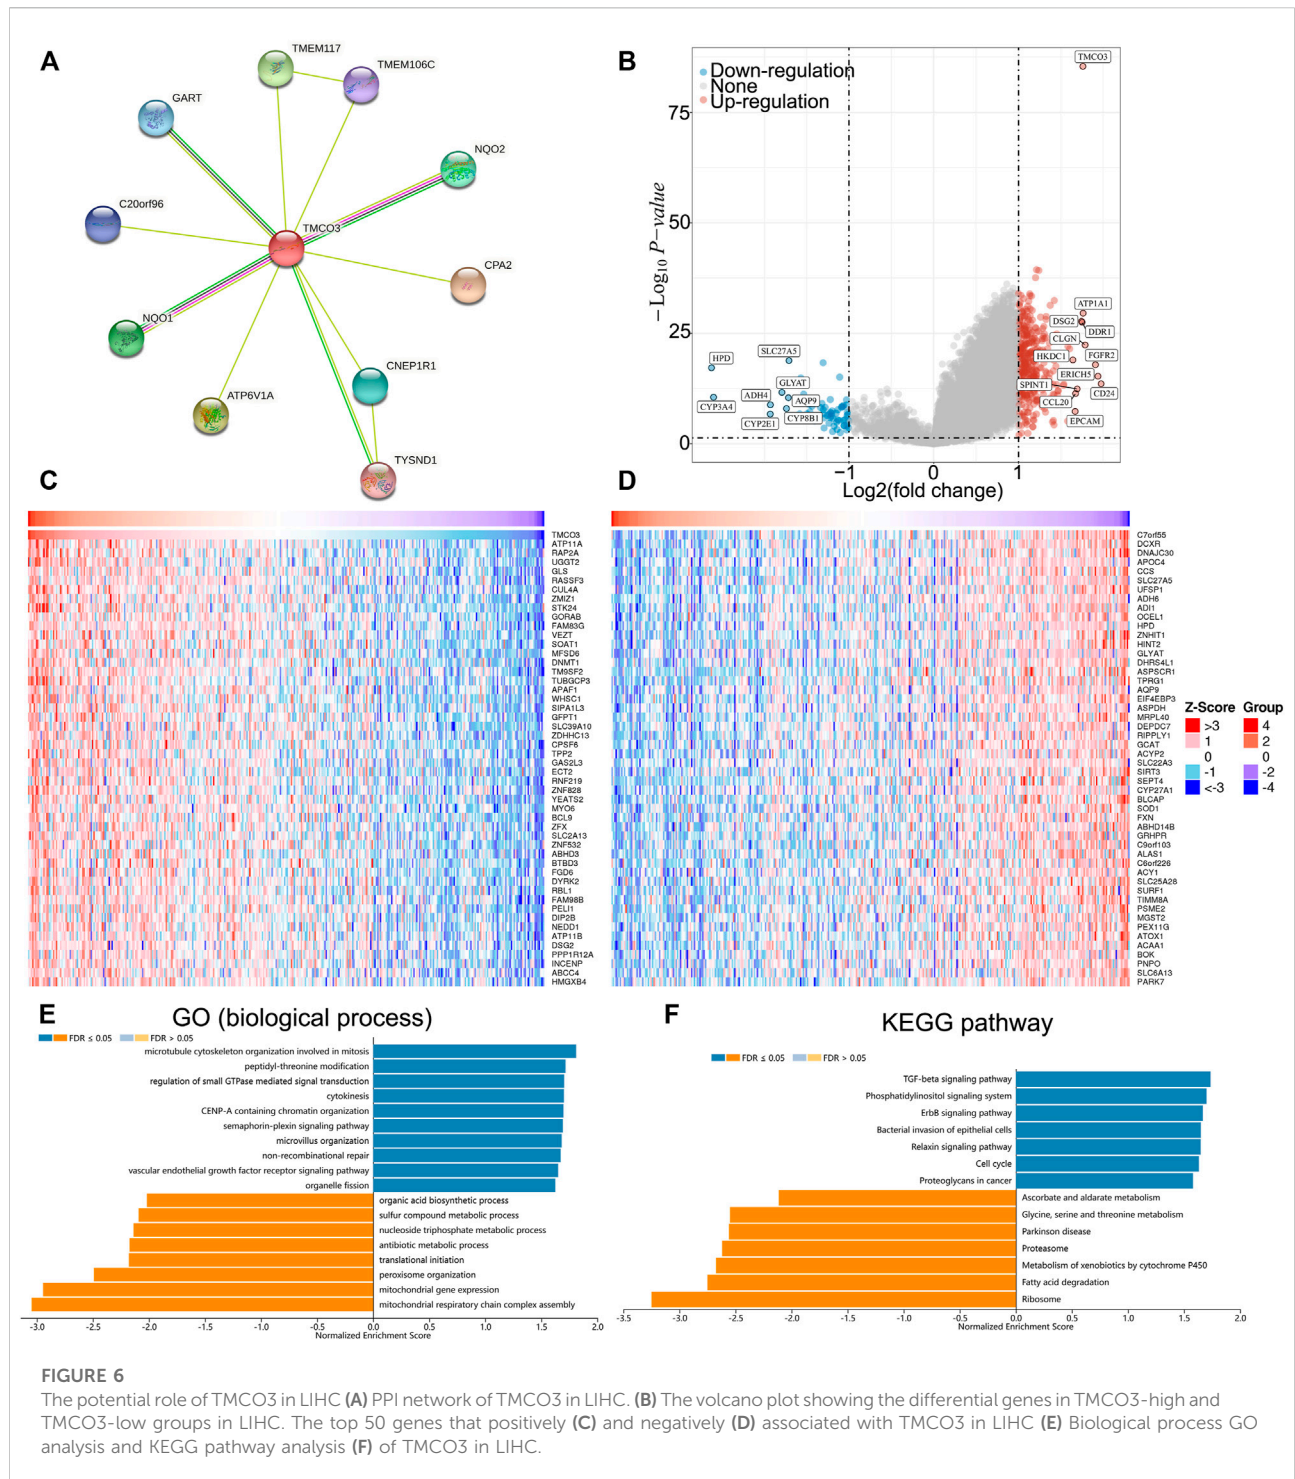 A
TMEM117
TMEM106C
GART
NQO2
C20orf96
TMCO3
CPA2
NQO1
CNEP1R1
ATP6V1A
TYSND1
B
Down-regulation
None
Up-regulation
−Log10 P−value
75
50
25
0
−1
0
1
Log2(fold change)
TMCO3
ATP1A1
DSG2
DDR1
CLGN
HKDC1
FGFR2
ERICH5
SPINT1
CD24
CCL20
EPCAM
HPD
SLC27A5
GLYAT
CYP3A4
ADH4
AQP9
CYP2E1
CYP8B1
C
TMCO3
ATP11A
RAP2A
UGGT2
GLS
RASSF3
CUL4A
ZMIZ1
STK24
GORAB
FAM83G
VEZT
SOAT1
MFSD6
DNMT1
TM9SF2
TUBGCP3
APAF1
WHSC1
SIPA1L3
GFPT1
SLC39A10
ZDHHC13
CPSF6
TPP2
GAS2L3
ECT2
RNF219
ZNF828
YEATS2
MYO6
BCL9
ZFX
SLC2A13
ZNF532
ABHD3
BTBD3
FGD6
DYRK2
RBL1
FAM98B
PELI1
DIP2B
NEDD1
ATP11B
DSG2
PPP1R12A
INCENP
ABCC4
HMGXB4
D
C7orf55
DCXR
DNAJC30
APOC4
CCS
SLC27A5
UFSP1
ADH6
ADI1
OCEL1
HPD
ZNHIT1
HINT2
GLYAT
DHRS4L1
ASPSCR1
TPRG1
AQP9
EIF4EBP3
ASPDH
MRPL40
DEPDC7
RIPPLY1
GCAT
ACYP2
SLC22A3
SIRT3
SEPT4
CYP27A1
BLCAP
SOD1
FXN
ABHD14B
GRHPR
C9orf103
ALAS1
C6orf226
ACY1
SLC25A28
SURF1
TIMM8A
PSME2
MGST2
PEX11G
ATOX1
ACAA1
BOK
PNPO
SLC6A13
PARK7
Z-Score Group
>3 4
1 2
0 0
-1 -2
<-3 -4
E
GO (biological process)
FDR ≤ 0.05 FDR > 0.05
microtubule cytoskeleton organization involved in mitosis
peptidyl-threonine modification
regulation of small GTPase mediated signal transduction
cytokinesis
CENP-A containing chromatin organization
semaphorin-plexin signaling pathway
microvillus organization
non-recombinational repair
vascular endothelial growth factor receptor signaling pathway
organelle fission
organic acid biosynthetic process
sulfur compound metabolic process
nucleoside triphosphate metabolic process
antibiotic metabolic process
translational initiation
peroxisome organization
mitochondrial gene expression
mitochondrial respiratory chain complex assembly
-3.0 -2.5 -2.0 -1.5 -1.0 -0.5 0.0 0.5 1.0 1.5 2.0
Normalized Enrichment Score
F
KEGG pathway
FDR ≤ 0.05 FDR > 0.05
TGF-beta signaling pathway
Phosphatidylinositol signaling system
ErbB signaling pathway
Bacterial invasion of epithelial cells
Relaxin signaling pathway
Cell cycle
Proteoglycans in cancer
Ascorbate and aldarate metabolism
Glycine, serine and threonine metabolism
Parkinson disease
Proteasome
Metabolism of xenobiotics by cytochrome P450
Fatty acid degradation
Ribosome
-3.5 -3.0 -2.5 -2.0 -1.5 -1.0 -0.5 0.0 0.5 1.0 1.5 2.0
Normalized Enrichment Score
FIGURE 6
The potential role of TMCO3 in LIHC (A) PPI network of TMCO3 in LIHC. (B) The volcano plot showing the differential genes in TMCO3-high and
TMCO3-low groups in LIHC. The top 50 genes that positively (C) and negatively (D) associated with TMCO3 in LIHC (E) Biological process GO
analysis and KEGG pathway analysis (F) of TMCO3 in LIHC.